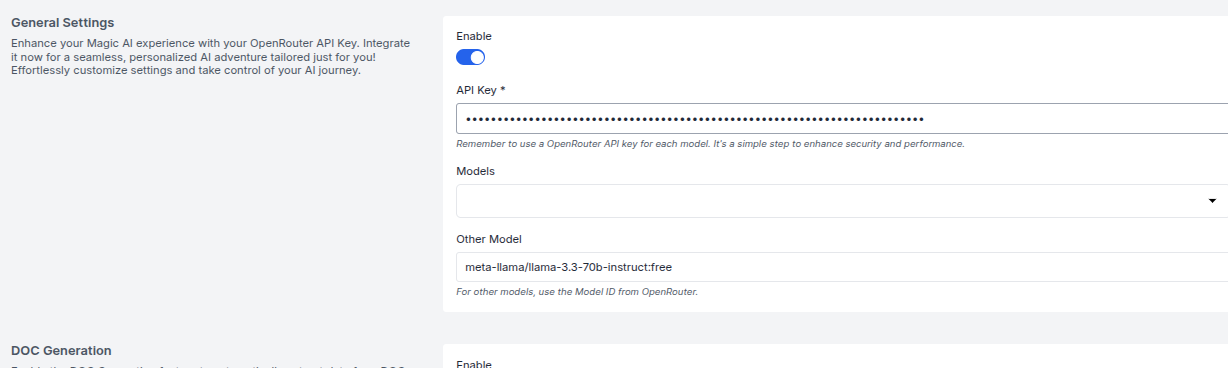 General Settings
Enhance your Magic AI experience with your OpenRouter API Key. Integrate
it now for a seamless, personalized AI adventure tailored just for you!
Effortlessly customize settings and take control of your AI journey.
Enable
API Key *
••••••••••••••••••••••••••••••••••••••••••••••••••••••••••••••••••••••••
Remember to use a OpenRouter API key for each model. It's a simple step to enhance security and performance.
Models
Other Model
meta-llama/llama-3.3-70b-instruct:free
For other models, use the Model ID from OpenRouter.
DOC Generation
Enable